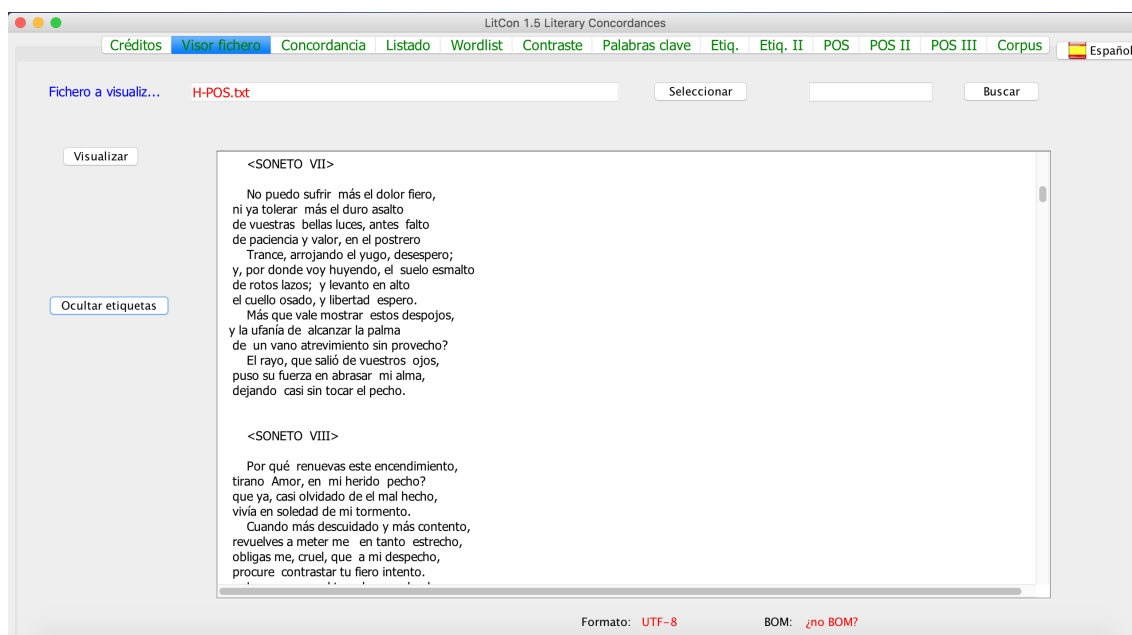 LitCon 1.5 Literary Concordances
Créditos Visor fichero Concordancia Listado Wordlist Contraste Palabras clave Etiq. Etiq. II POS POS II POS III Corpus Español
Fichero a visualiz... H-POS.txt Seleccionar Buscar
Visualizar
<SONETO VII>
No puedo sufrir más el dolor fiero,
ni ya tolerar más el duro asalto
de vuestras bellas luces, antes falto
de paciencia y valor, en el postrero
Trance, arrojando el yugo, desespero;
y, por donde voy huyendo, el suelo esmalto
de rotos lazos; y levanto en alto
el cuello osado, y libertad espero.
Más que vale mostrar estos despojos,
y la ufanía de alcanzar la palma
de un vano atrevimiento sin provecho?
El rayo, que salió de vuestros ojos,
puso su fuerza en abrasar mi alma,
dejando casi sin tocar el pecho.
Ocultar etiquetas
<SONETO VIII>
Por qué renuevas este encendimiento,
tirano Amor, en mi herido pecho?
que ya, casi olvidado de el mal hecho,
vivía en soledad de mi tormento.
Cuando más descuidado y más contento,
revuelves a meter me en tanto estrecho,
obligas me, cruel, que a mi despecho,
procure contrastar tu fiero intento.
Formato: UTF-8 BOM: ¿no BOM?